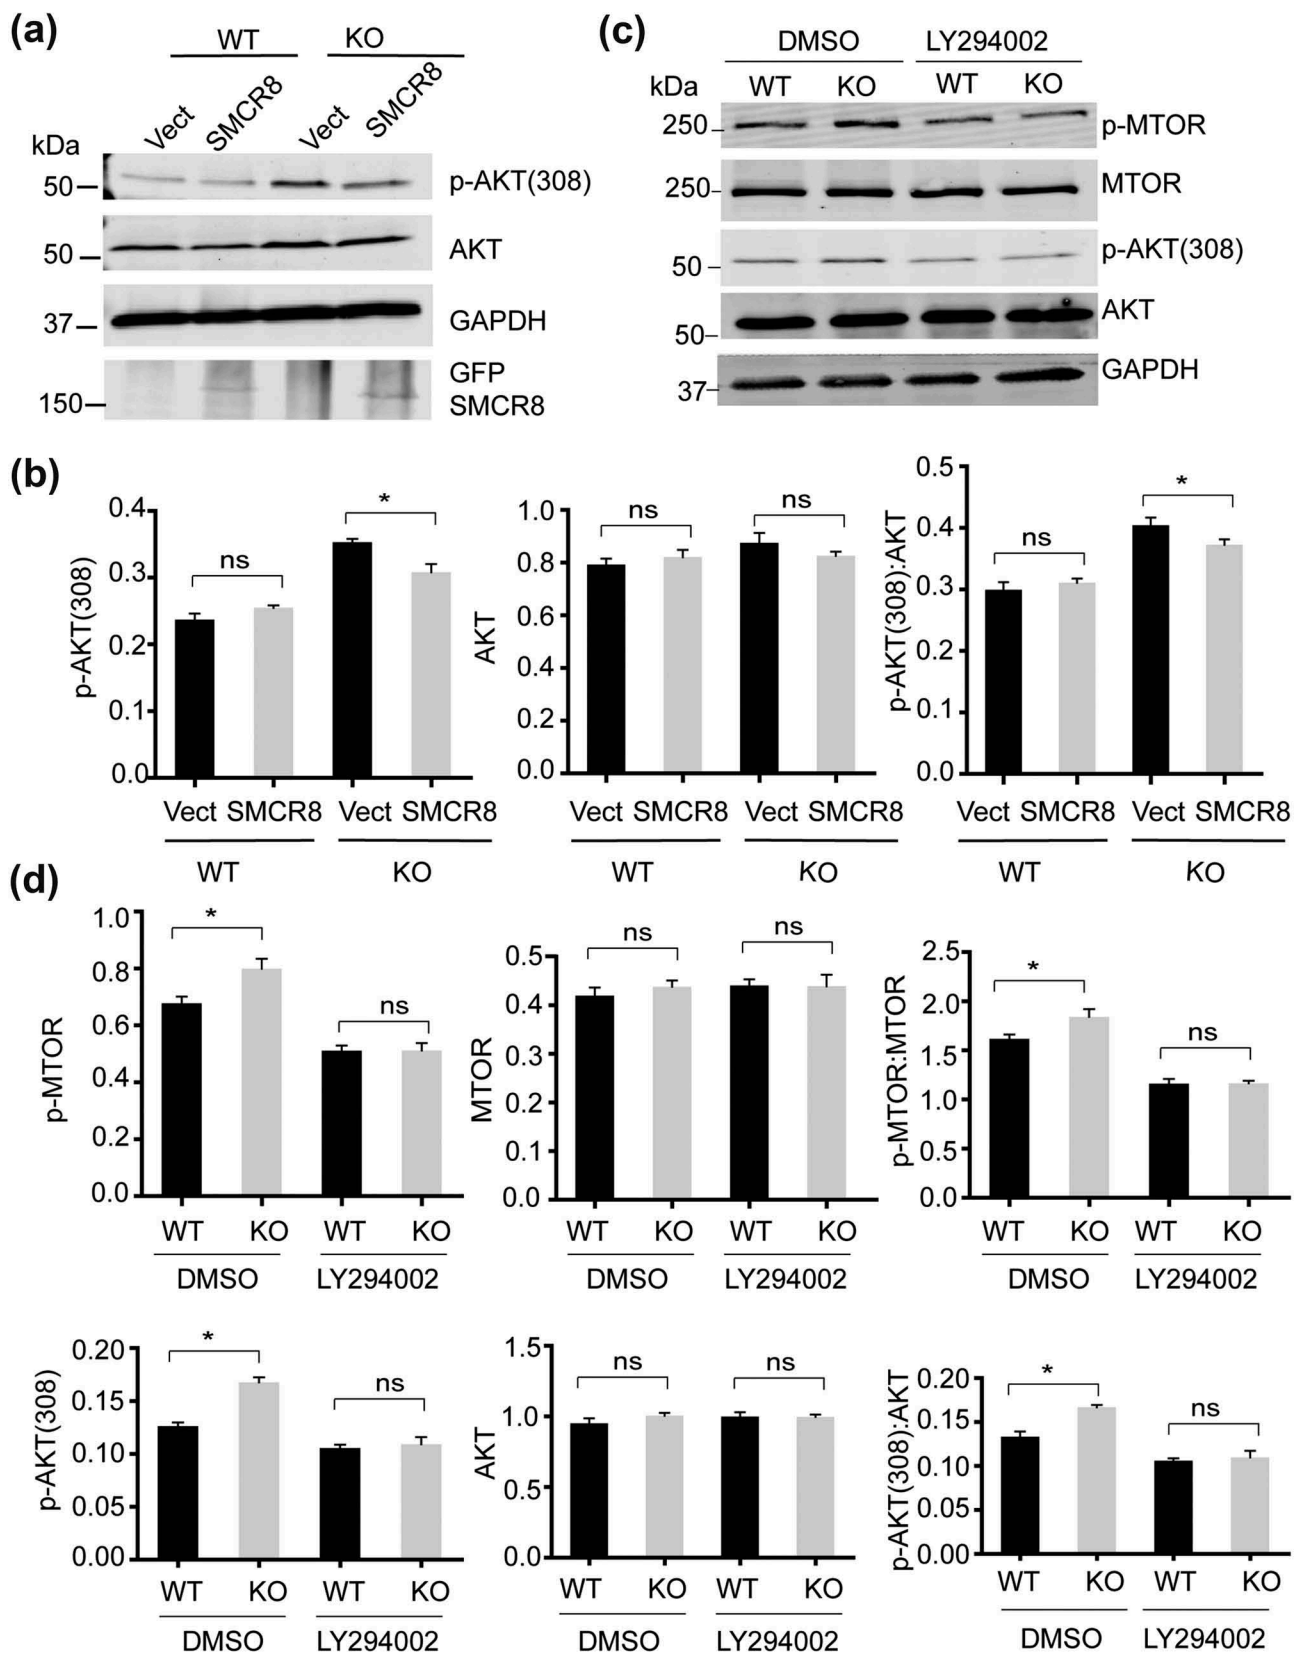 (a)
WT KO
Vect SMCR8 Vect SMCR8
kDa
50 p-AKT(308)
50 AKT
37 GAPDH
GFP
150 SMCR8
(c)
DMSO LY294002
kDa WT KO WT KO
250 p-MTOR
250 MTOR
50 p-AKT(308)
50 AKT
37 GAPDH
(b)
p-AKT(308)
0.4
0.3
0.2
0.1
0.0
ns *
Vect SMCR8 Vect SMCR8
WT KO
AKT
1.0
0.8
0.6
0.4
0.2
0.0
ns ns
Vect SMCR8 Vect SMCR8
WT KO
p-AKT(308):AKT
0.5
0.4
0.3
0.2
0.1
0.0
ns *
Vect SMCR8 Vect SMCR8
WT KO
(d)
p-MTOR
1.0
0.8
0.6
0.4
0.2
0.0
* ns
WT KO WT KO
DMSO LY294002
MTOR
0.5
0.4
0.3
0.2
0.1
0.0
ns ns
WT KO WT KO
DMSO LY294002
p-MTOR:MTOR
2.5
2.0
1.5
1.0
0.5
0.0
* ns
WT KO WT KO
DMSO LY294002
p-AKT(308)
0.20
0.15
0.10
0.05
0.00
* ns
WT KO WT KO
DMSO LY294002
AKT
1.5
1.0
0.5
0.0
ns ns
WT KO WT KO
DMSO LY294002
p-AKT(308):AKT
0.20
0.15
0.10
0.05
0.00
* ns
WT KO WT KO
DMSO LY294002